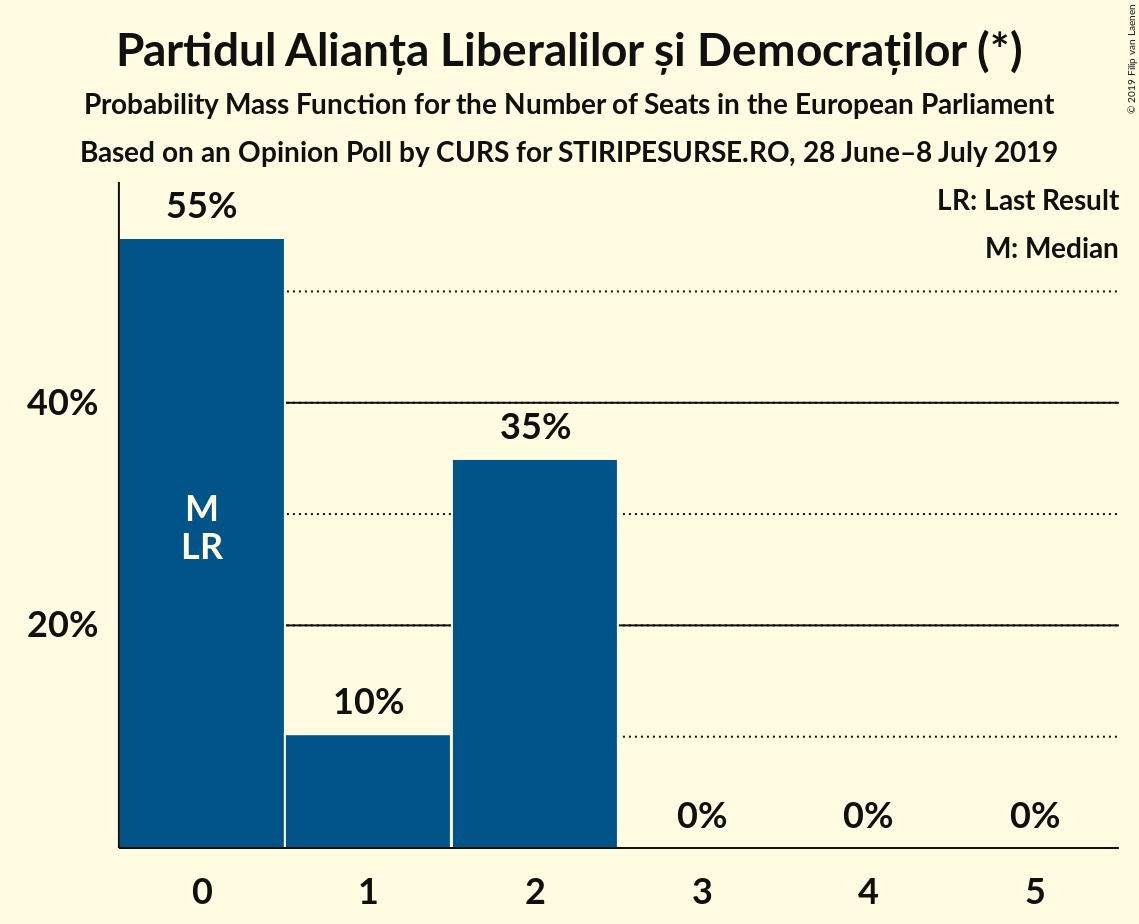 Partidul Alianța Liberalilor și Democraților (*)
Probability Mass Function for the Number of Seats in the European Parliament
Based on an Opinion Poll by CURS for STIRIPESURSE.RO, 28 June–8 July 2019
© 2019 Filip van Laenen
LR: Last Result
M: Median
55%
40%
35%
M
LR
20%
10%
0% 0% 0%
0 1 2 3 4 5